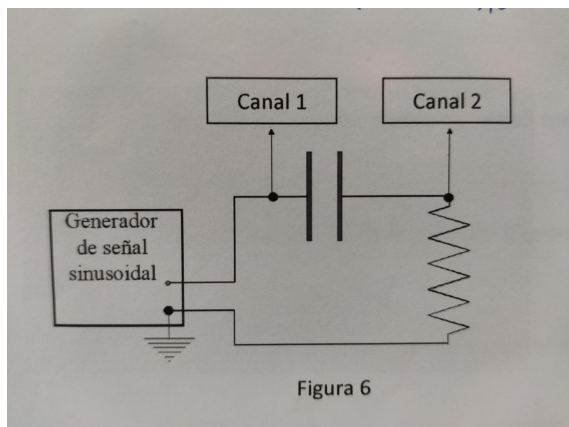 Canal 1
Canal 2
Generador
de señal
sinusoidal
Figura 6